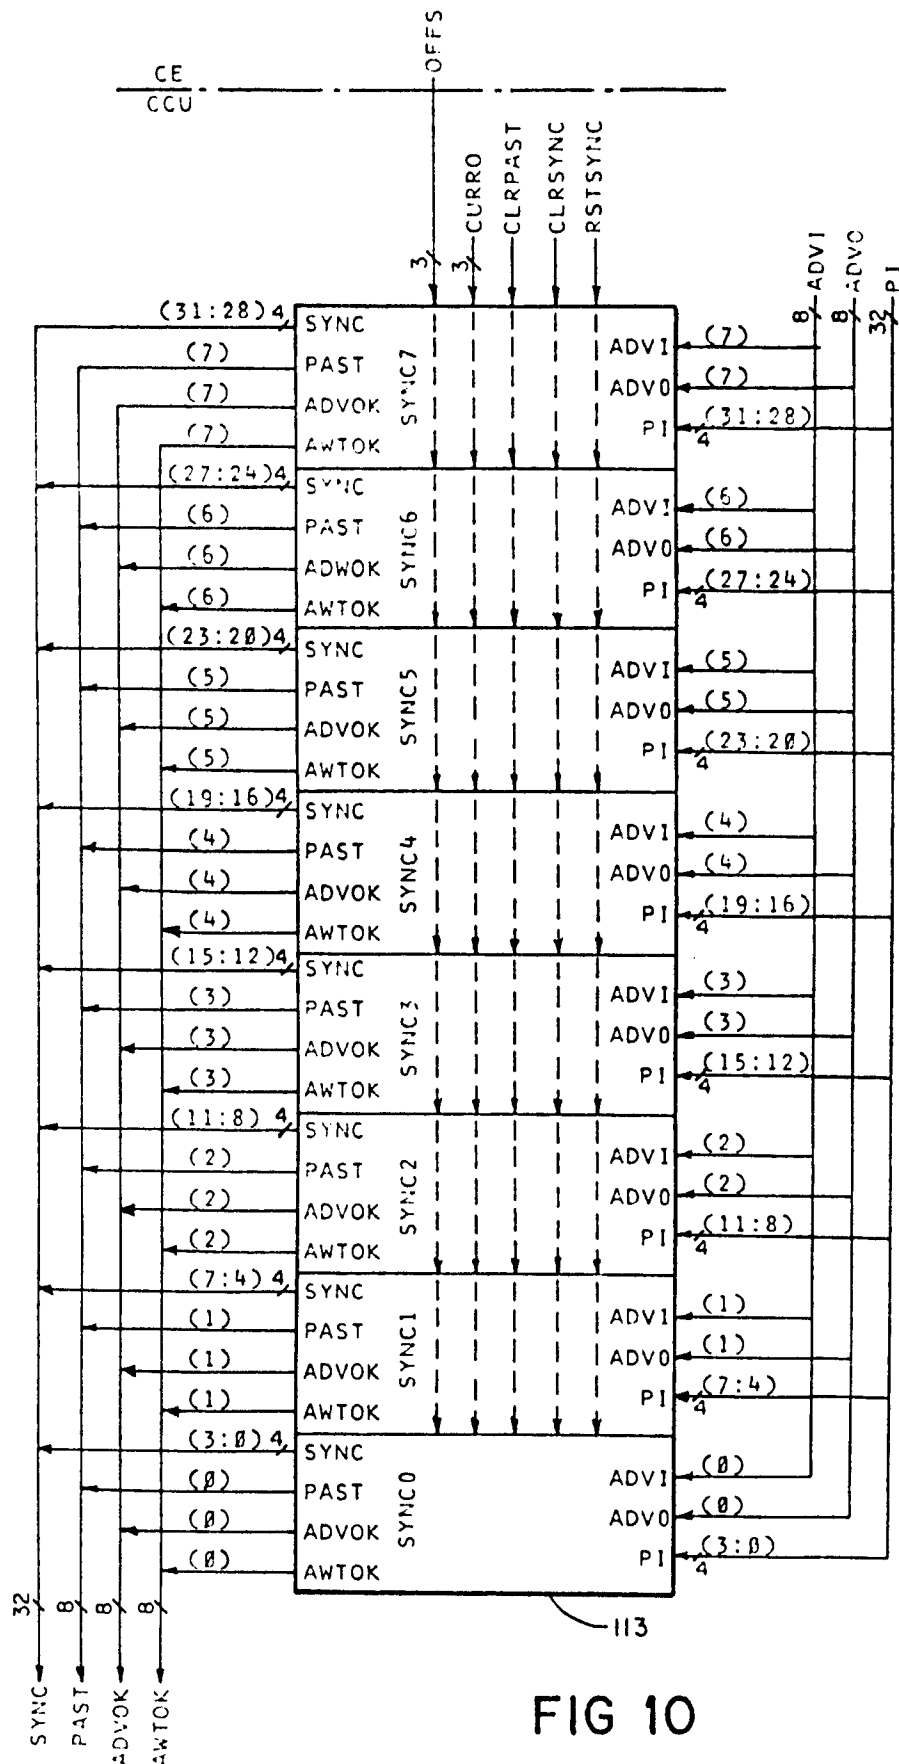 OFFS
CE
CCU
CURRO
CLRPAST
CLRSYNC
RSTSYNC
3
3
ADVI
ADVO
PI
8
8
32
(31:28) 4
SYNC
(7)
PAST
(7)
ADVOK
(7)
AWTOK
SYNC7
ADVI
(7)
ADVO
(7)
PI
4
(31:28)
(27:24) 4
SYNC
(6)
PAST
(6)
ADWOK
(6)
AWTOK
SYNC6
ADVI
(6)
ADVO
(6)
PI
4
(27:24)
(23:20) 4
SYNC
(5)
PAST
(5)
ADVOK
(5)
AWTOK
SYNC5
ADVI
(5)
ADVO
(5)
PI
4
(23:20)
(19:16) 4
SYNC
(4)
PAST
(4)
ADVOK
(4)
AWTOK
SYNC4
ADVI
(4)
ADVO
(4)
PI
4
(19:16)
(15:12) 4
SYNC
(3)
PAST
(3)
ADVOK
(3)
AWTOK
SYNC3
ADVI
(3)
ADVO
(3)
PI
4
(15:12)
(11:8) 4
SYNC
(2)
PAST
(2)
ADVOK
(2)
AWTOK
SYNC2
ADVI
(2)
ADVO
(2)
PI
4
(11:8)
(7:4) 4
SYNC
(1)
PAST
(1)
ADVOK
(1)
AWTOK
SYNC1
ADVI
(1)
ADVO
(1)
PI
4
(7:4)
(3:0) 4
SYNC
(0)
PAST
(0)
ADVOK
(0)
AWTOK
SYNC0
ADVI
(0)
ADVO
(0)
PI
4
(3:0)
32
8
8
8
SYNC
PAST
ADVOK
AWTOK
113
FIG 10